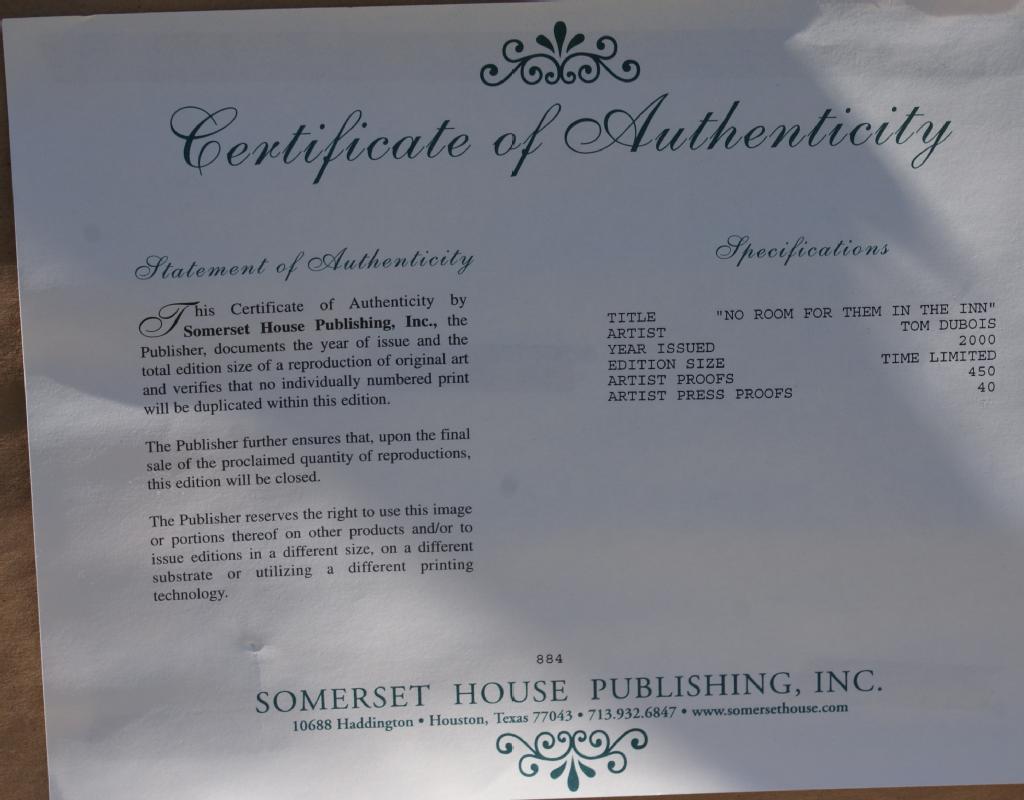 Certificate of Authenticity
Statement of Authenticity
This Certificate of Authenticity by
Somerset House Publishing, Inc., the
Publisher, documents the year of issue and the
total edition size of a reproduction of original art
and verifies that no individually numbered print
will be duplicated within this edition.
The Publisher further ensures that, upon the final
sale of the proclaimed quantity of reproductions,
this edition will be closed.
The Publisher reserves the right to use this image
or portions thereof on other products and/or to
issue editions in a different size, on a different
substrate or utilizing a different printing
technology.
Specifications
TITLE "NO ROOM FOR THEM IN THE INN"
ARTIST TOM DUBOIS
YEAR ISSUED 2000
EDITION SIZE TIME LIMITED
ARTIST PROOFS 450
ARTIST PRESS PROOFS 40
884
SOMERSET HOUSE PUBLISHING, INC.
10688 Haddington • Houston, Texas 77043 • 713.932.6847 • www.somersethouse.com